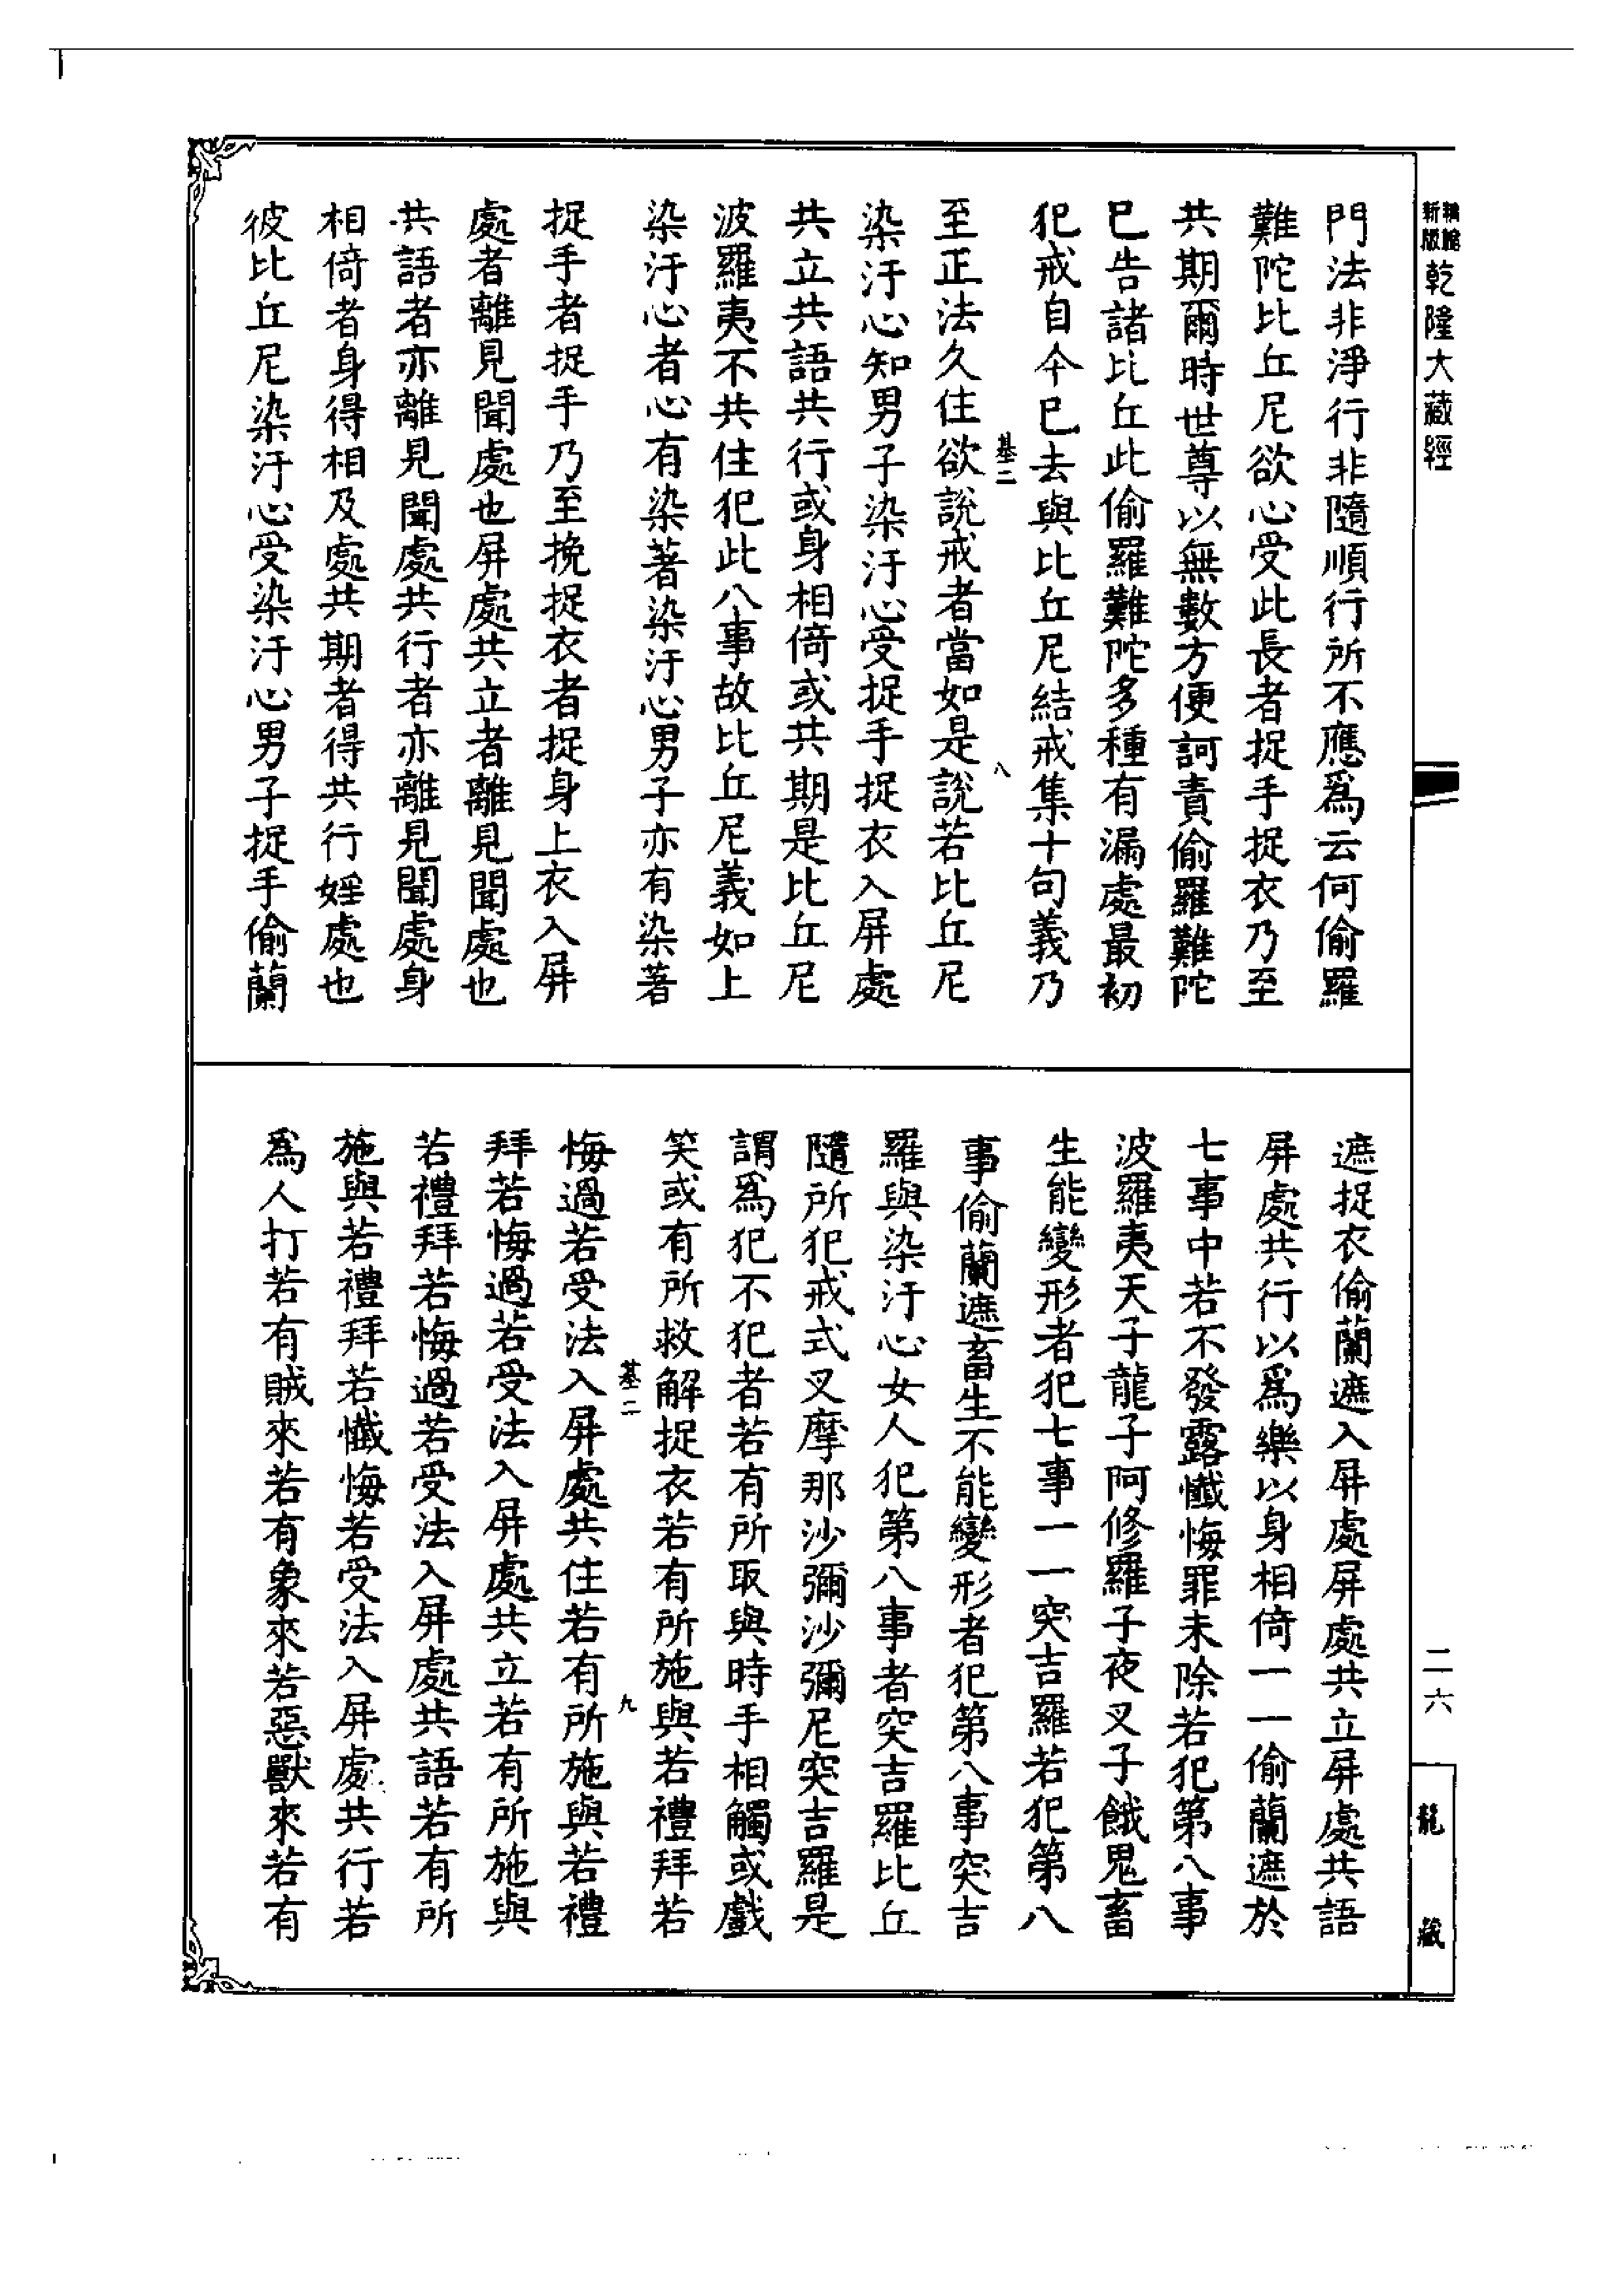 新版
乾隆大藏經
門法非淨行非隨順行所不應爲云何偷羅
難陀比丘尼欲心受此長者捉手捉衣乃至
共期爾時世尊以無數方便訶責偷羅難陀
已告諸比丘此偷羅難陀多種有漏處最初
犯戒自今已去與比丘尼結戒集十句義乃
基二
八
至正法久住欲說戒者當如是說若比丘尼
染汙心知男子染汙心受捉手捉衣入屏處
共立共語共行或身相倚或共期是比丘尼
波羅夷不共住犯此八事故比丘尼義如上
染汙心者心有染著染汙心男子亦有染著
捉手者捉手乃至挽捉衣者捉身上衣入屏
處者離見聞處也屏處共立者離見聞處也
共語者亦離見聞處共行者亦離見聞處身
相倚者身得相及處共期者得共行婬處也
彼比丘尼染汙心受染汙心男子捉手偷蘭
遮捉衣偷蘭遮入屏處屏處共立屏處共語
屏處共行以爲樂以身相倚一一偷蘭遮於
七事中若不發露懺悔罪未除若犯第八事
波羅夷天子龍子阿修羅子夜叉子餓鬼畜
生能變形者犯七事一一突吉羅若犯第八
事偷蘭遮畜生不能變形者犯第八事突吉
羅與染汙心女人犯第八事者突吉羅比丘
隨所犯戒式叉摩那沙彌沙彌尼突吉羅是
謂爲犯不犯者若有所取與時手相觸或戲
笑或有所救解捉衣若有所施與若禮拜若
基二
九
悔過若受法入屏處共住若有所施與若禮
拜若悔過若受法入屏處共立若有所施與
若禮拜若悔過若受法入屏處共語若有所
施與若禮拜若懺悔若受法入屏處共行若
爲人打若有賊來若有象來若惡獸來若有
二六
龍藏